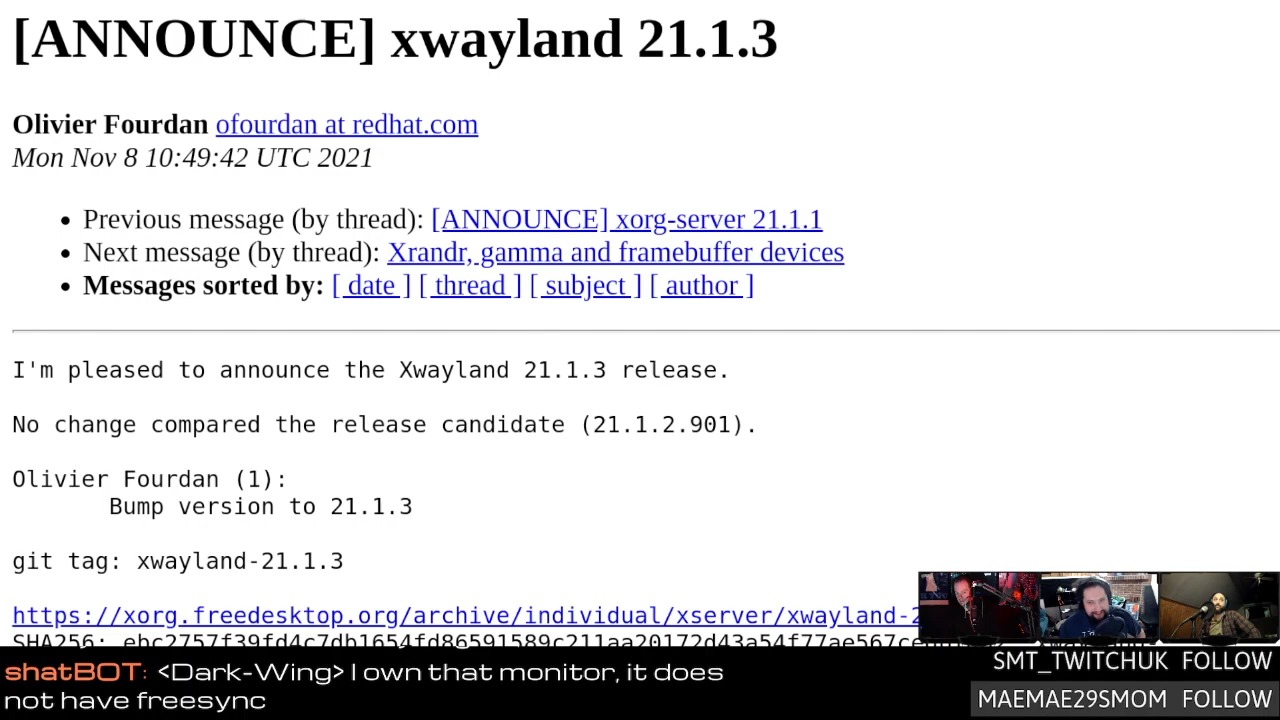 [ANNOUNCE] xwayland 21.1.3
Olivier Fourdan ofourdan at redhat.com
Mon Nov 8 10:49:42 UTC 2021
• Previous message (by thread): [ANNOUNCE] xorg-server 21.1.1
• Next message (by thread): Xrandr, gamma and framebuffer devices
• Messages sorted by: [ date ] [ thread ] [ subject ] [ author ]
I'm pleased to announce the Xwayland 21.1.3 release.
No change compared the release candidate (21.1.2.901).
Olivier Fourdan (1):
Bump version to 21.1.3
git tag: xwayland-21.1.3
https://xorg.freedesktop.org/archive/individual/xserver/xwayland-2
SHA256:
shatBOT: <Dark-Wing> I own that monitor, it does
not have freesync
SMT_TWITCHUK FOLLOW
MAEMAE29SMOM FOLLOW